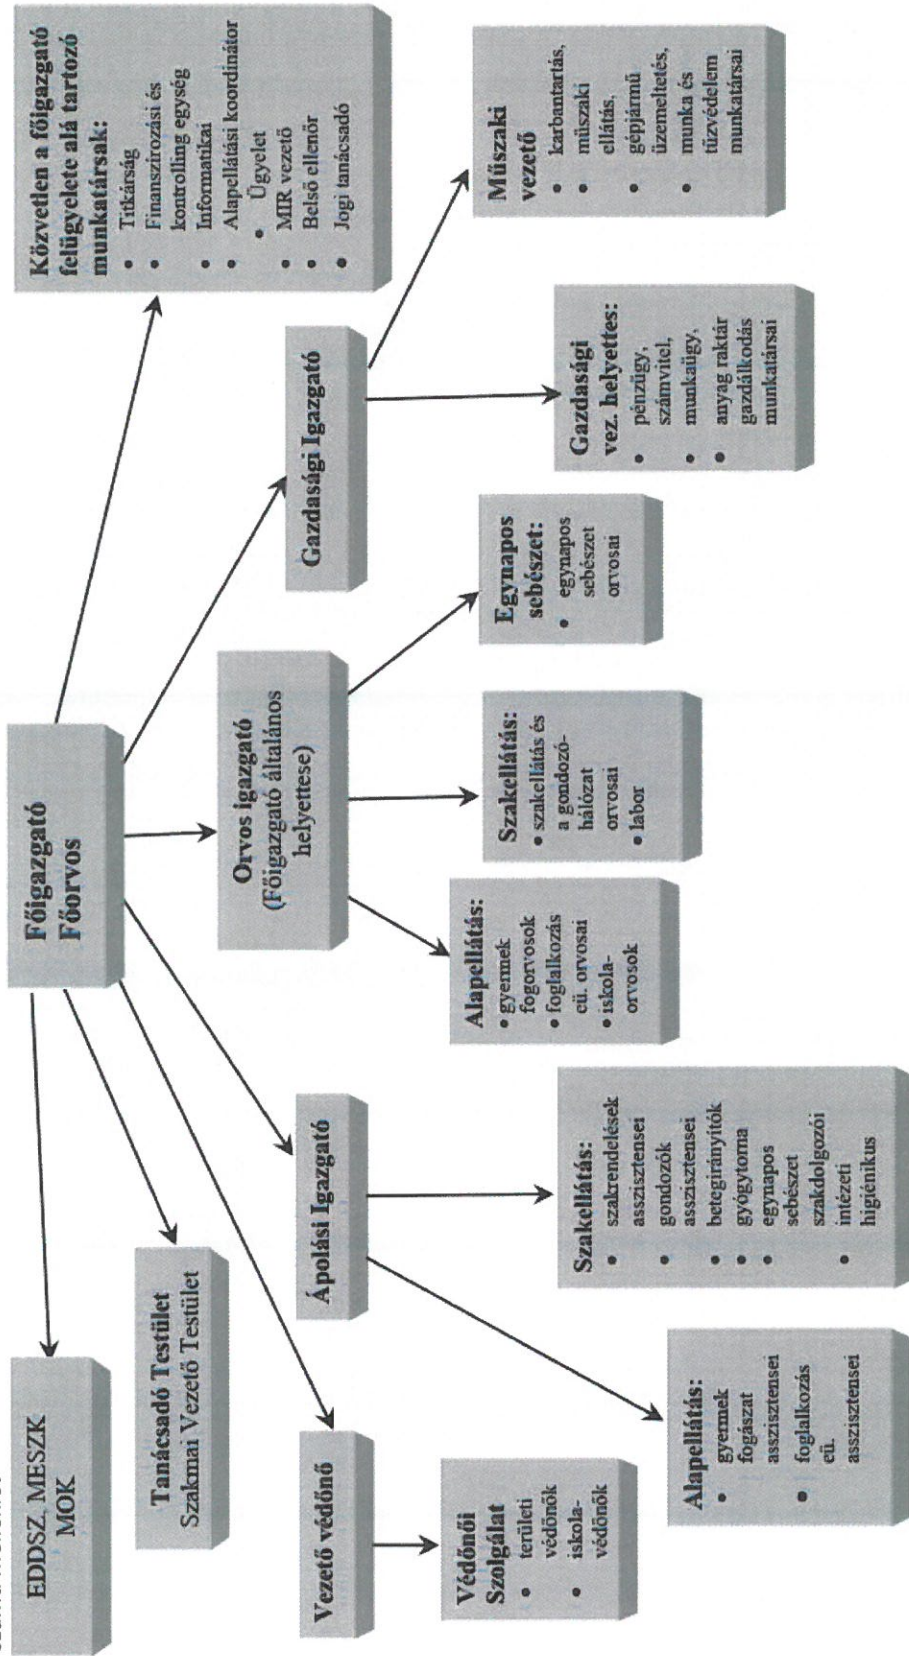 Főigazgató
Főorvos
EDDSZ, MESZK
MOK
Tanácsadó Testület
Szakmai Vezető Testület
Közvetlen a főigazgató
felügyelete alá tartozó
munkatársak:
• Titkárság
• Finanszírozási és
kontrolling egység
• Informatikai
• Alapellátási koordinátor
• Ügyelet
• MIR vezető
• Belső ellenőr
• Jogi tanácsadó
Vezető védőnő
Ápolási Igazgató
Orvos igazgató
(Főigazgató általános
helyettese)
Gazdasági Igazgató
Védőnői
Szolgálat
• területi
védőnők
• iskola-
védőnők
Alapellátás:
• gyermek
fogászat
asszisztensei
• foglalkozás
eü.
asszisztensei
Szakellátás:
• szakrendelések
asszisztensei
• gondozók
asszisztensei
• betegirányítók
• gyógytorna
• egynapos
sebészet
szakdolgozói
• intézeti
higiénikus
Alapellátás:
• gyermek
fogorvosok
• foglalkozás
eü. orvosai
• iskola-
orvosok
Szakellátás:
• szakellátás és
a gondozó-
hálózat
orvosai
• labor
Egynapos
sebészet:
• egynapos
sebészet
orvosai
Gazdasági
vez. helyettes:
• pénzügy,
számvitel,
• munkaügy,
• anyag raktár
gazdálkodás
munkatársai
Műszaki
vezető
• karbantartás,
• műszaki
ellátás,
• gépjármű
üzemeltetés,
• munka és
tűzvédelem
munkatársai